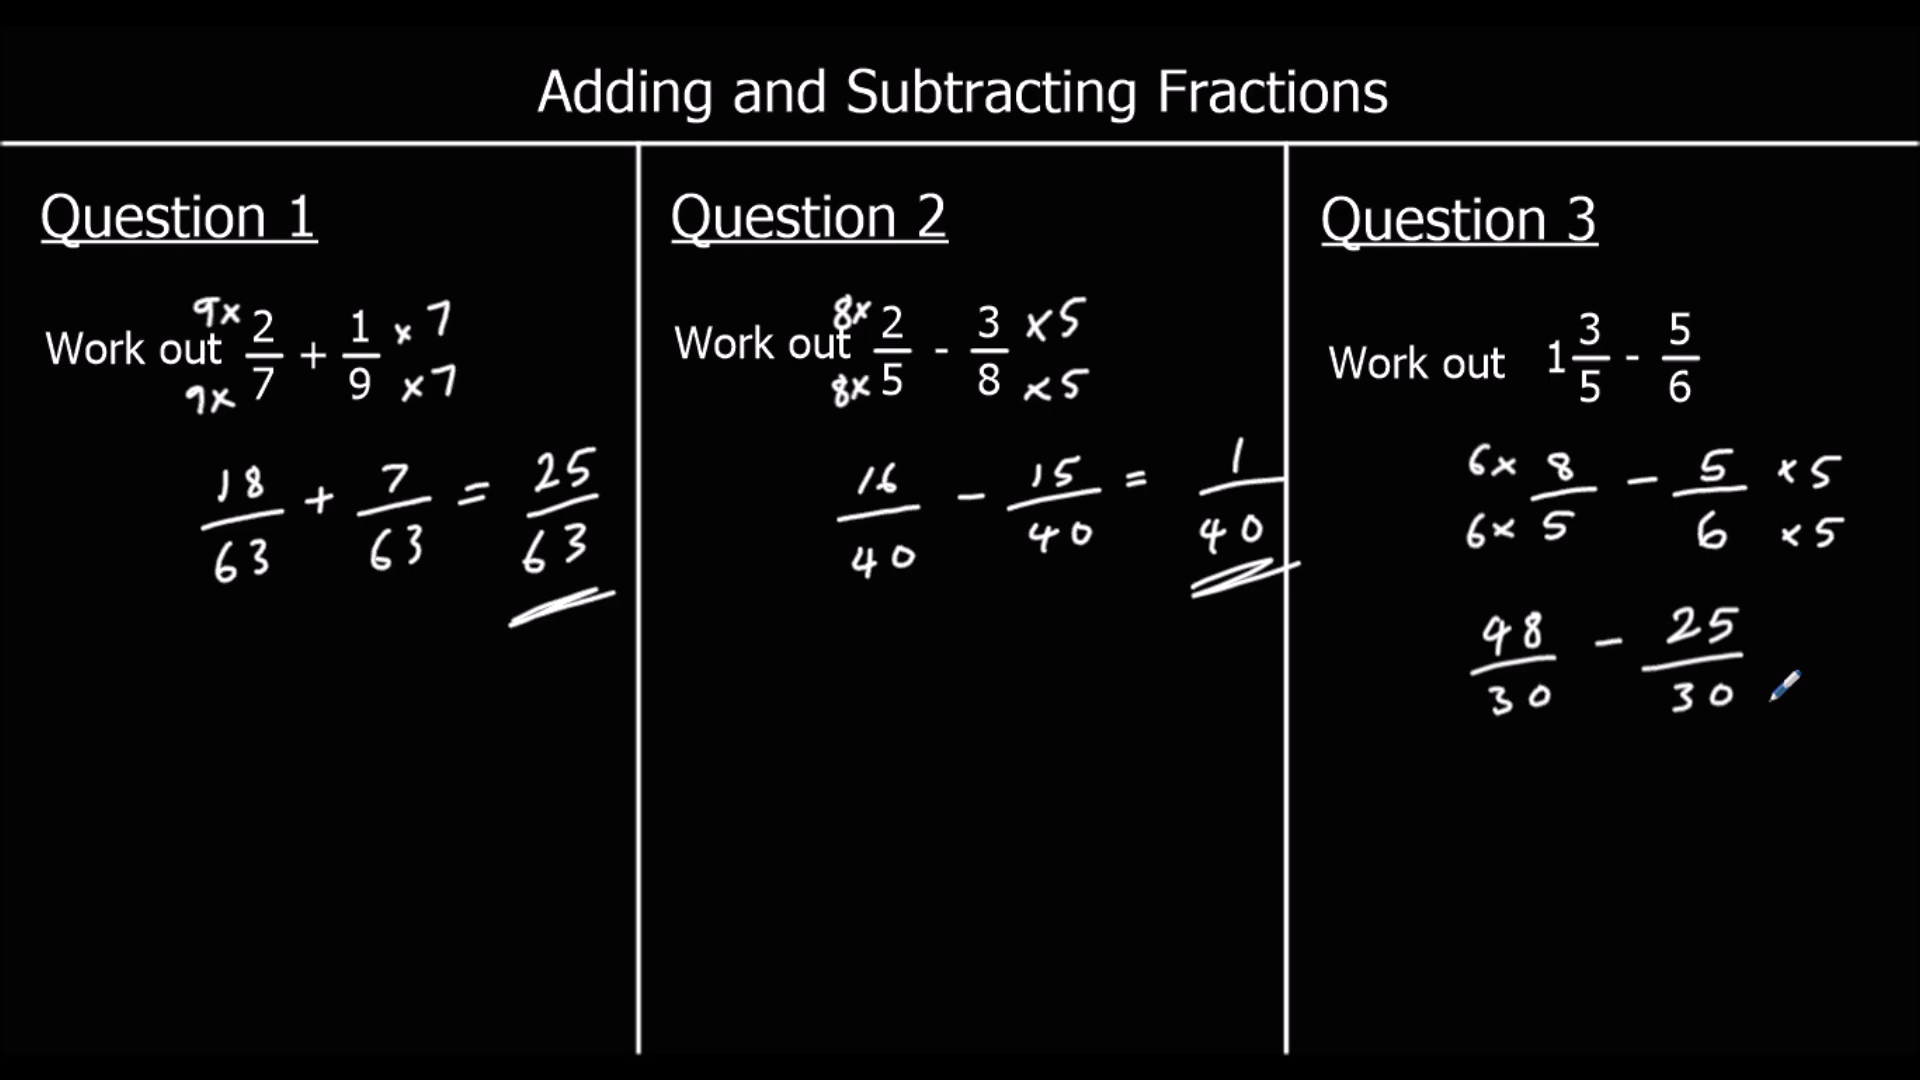 Adding and Subtracting Fractions
Question 1
9× 2/7 + 1/9 × 7
Work out
9× × 7
18/63 + 7/63 = 25/63
Question 2
8× 2/5 - 3/8 × 5
Work out
8× × 5
16/40 - 15/40 = 1/40
Question 3
Work out 1 3/5 - 5/6
6× 8/5 - 5/6 × 5
6× × 5
48/30 - 25/30